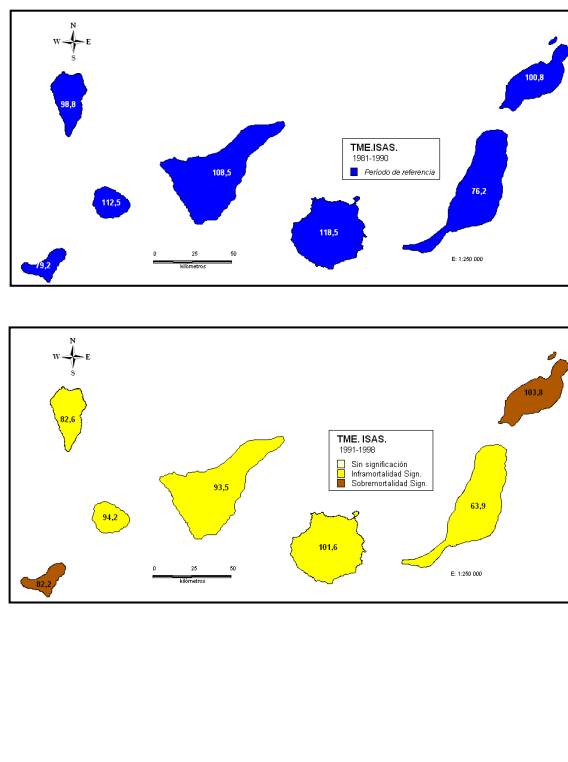 N
W E
S
100,8
98,8
TME.ISAS.
1981-1990
Período de referencia
108,5
76,2
112,5
118,5
79,2
0 25 50
kilómetros
E: 1:250 000
N
W E
S
103,8
82,6
TME. ISAS.
1991-1998
Sin significación
Inframortalidad Sign.
Sobremortalidad Sign.
93,5
63,9
94,2
101,6
82,2
0 25 50
kilómetros
E: 1:250 000